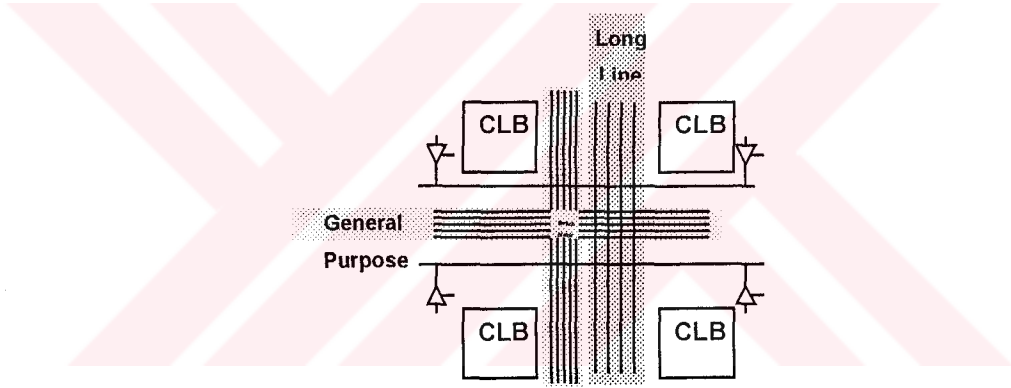 Long
Line
CLB CLB
General
Purpose
CLB CLB